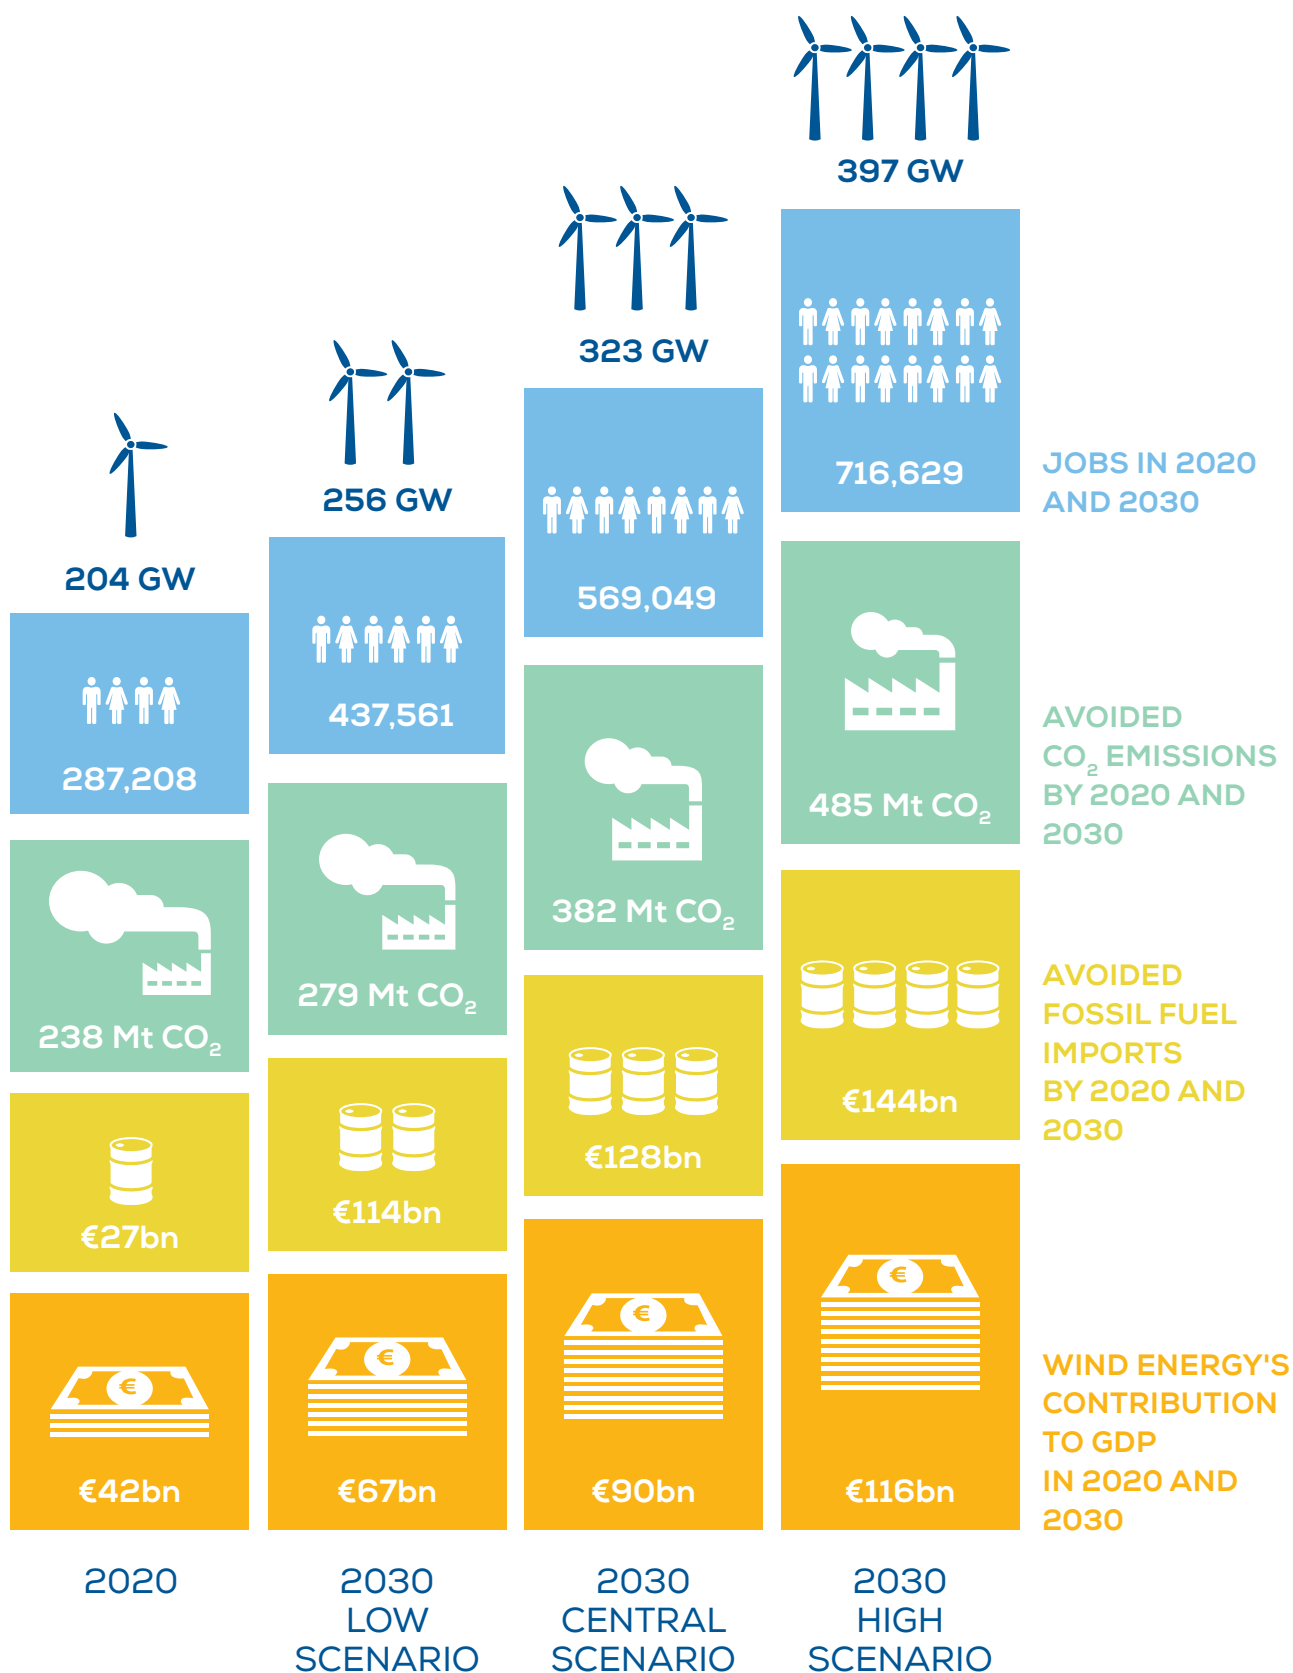 397 GW
323 GW
256 GW
204 GW
716,629
569,049
437,561
287,208
JOBS IN 2020
AND 2030
485 Mt CO₂
382 Mt CO₂
279 Mt CO₂
238 Mt CO₂
AVOIDED
CO₂ EMISSIONS
BY 2020 AND
2030
€144bn
€128bn
€114bn
€27bn
AVOIDED
FOSSIL FUEL
IMPORTS
BY 2020 AND
2030
€
€
€
€
€42bn
€67bn
€90bn
€116bn
WIND ENERGY'S
CONTRIBUTION
TO GDP
IN 2020 AND
2030
2020
2030
LOW
SCENARIO
2030
CENTRAL
SCENARIO
2030
HIGH
SCENARIO